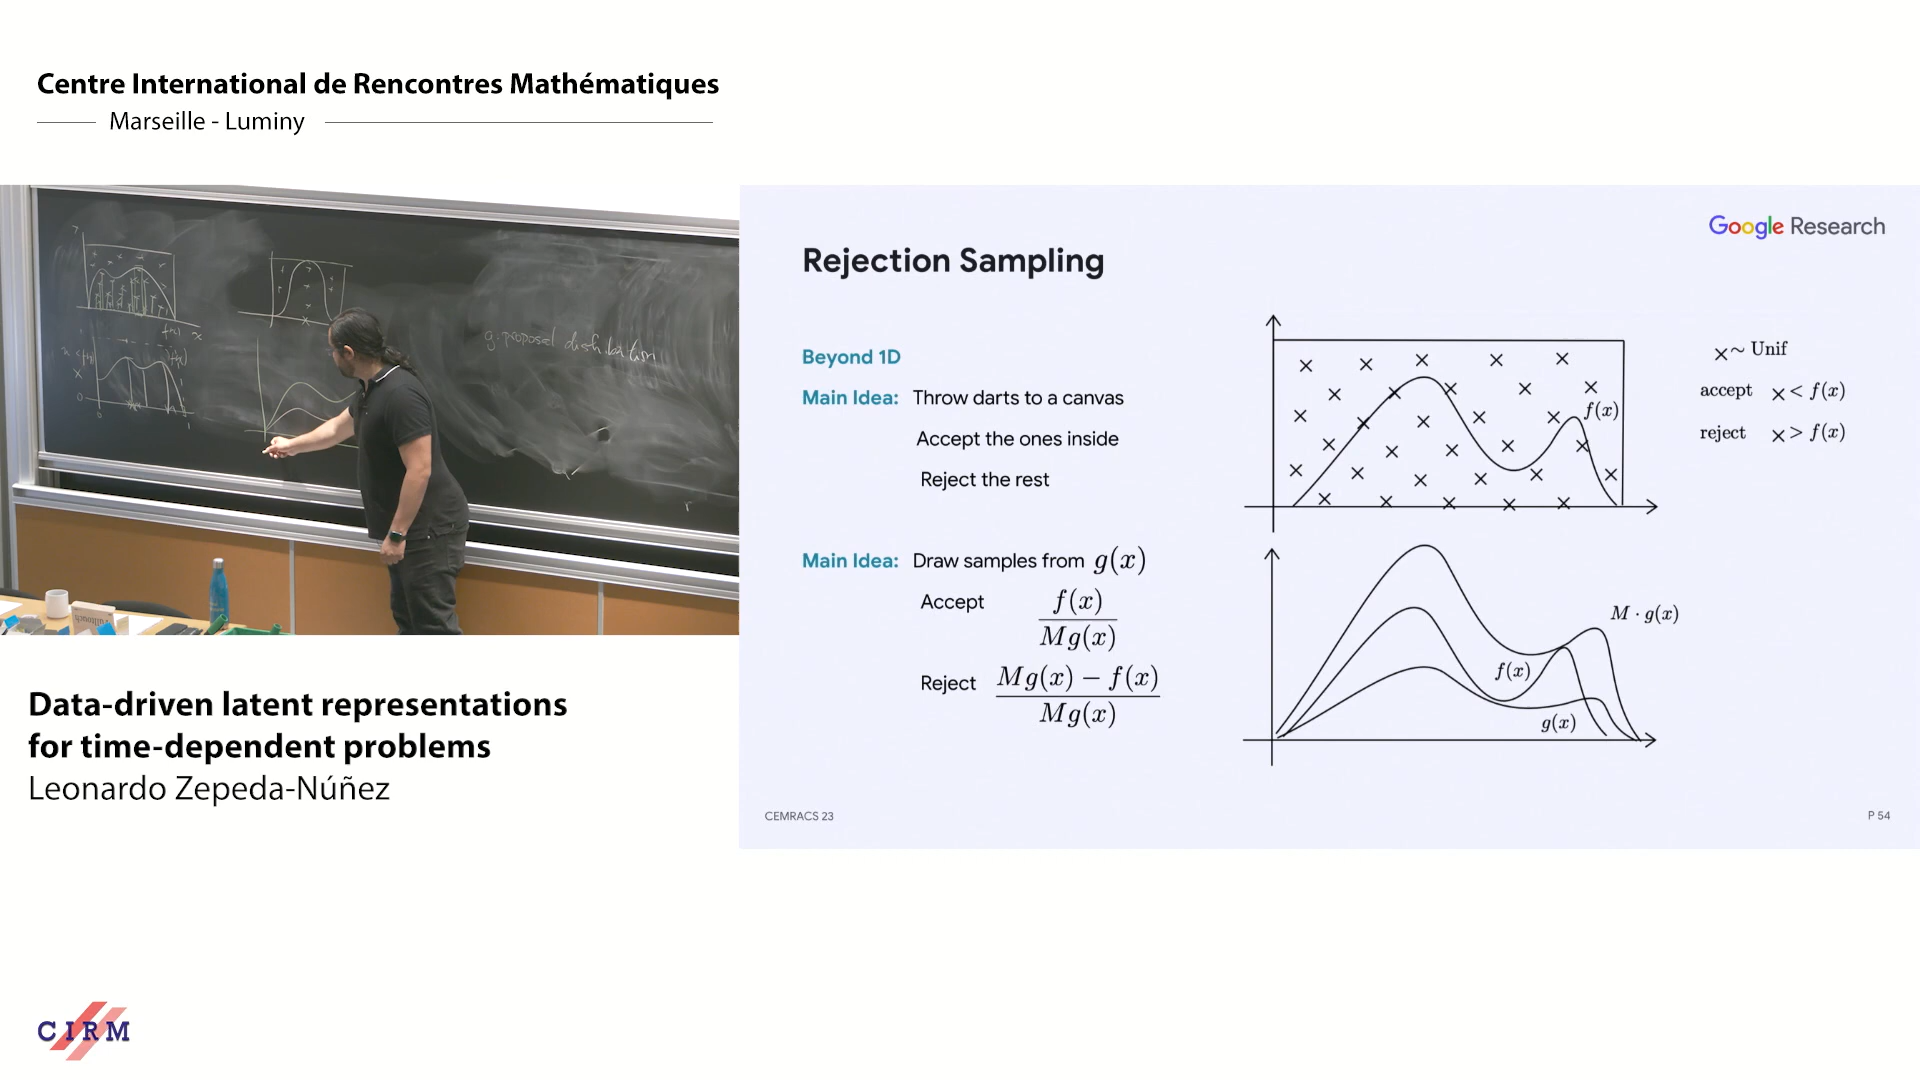 Centre International de Rencontres Mathématiques
Marseille - Luminy
g: proposal distribution
Data-driven latent representations
for time-dependent problems
Leonardo Zepeda-Núñez
CIRM
Google Research
Rejection Sampling
Beyond 1D
Main Idea: Throw darts to a canvas
Accept the ones inside
Reject the rest
f(x)
×~ Unif
accept × < f(x)
reject × > f(x)
Main Idea: Draw samples from g(x)
Accept f(x) / Mg(x)
Reject Mg(x) − f(x) / Mg(x)
M · g(x)
f(x)
g(x)
CEMRACS 23
P 54